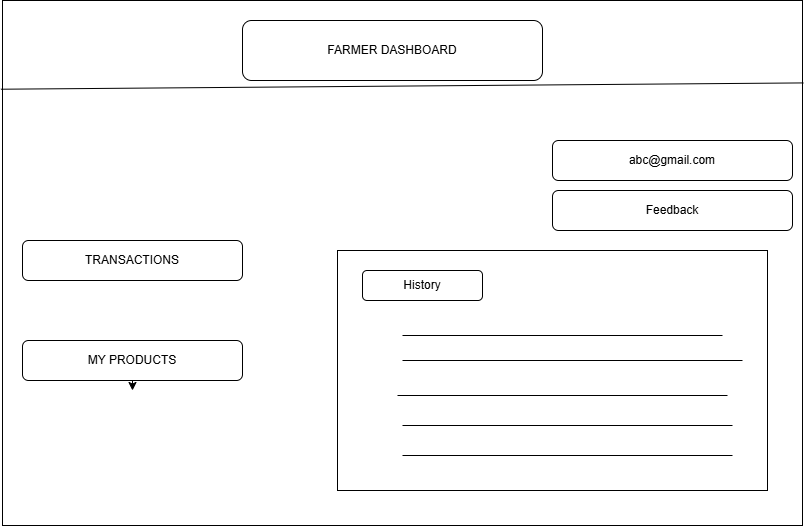 FARMER DASHBOARD
abc@gmail.com
Feedback
TRANSACTIONS
History
MY PRODUCTS